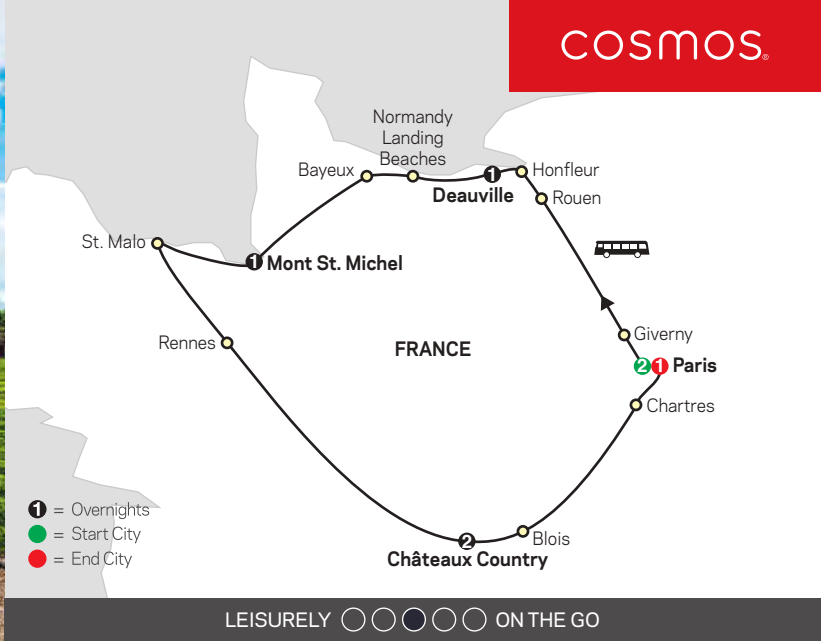 COSMOS®
Normandy
Landing
Beaches
Bayeux
Honfleur
1
Deauville
Rouen
St. Malo
1 Mont St. Michel
Rennes
FRANCE
Giverny
2 1 Paris
Chartres
1 = Overnights
= Start City
= End City
2
Blois
Châteaux Country
LEISURELY ON THE GO